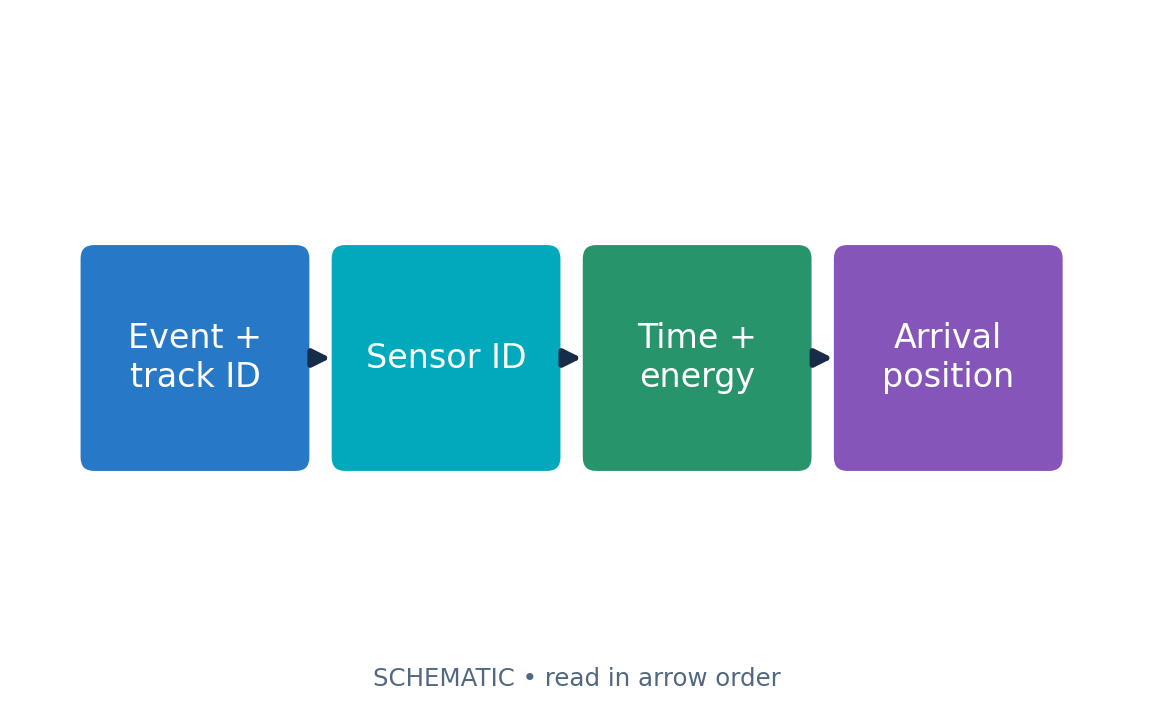 Event +
track ID
Sensor ID
Time +
energy
Arrival
position
SCHEMATIC • read in arrow order